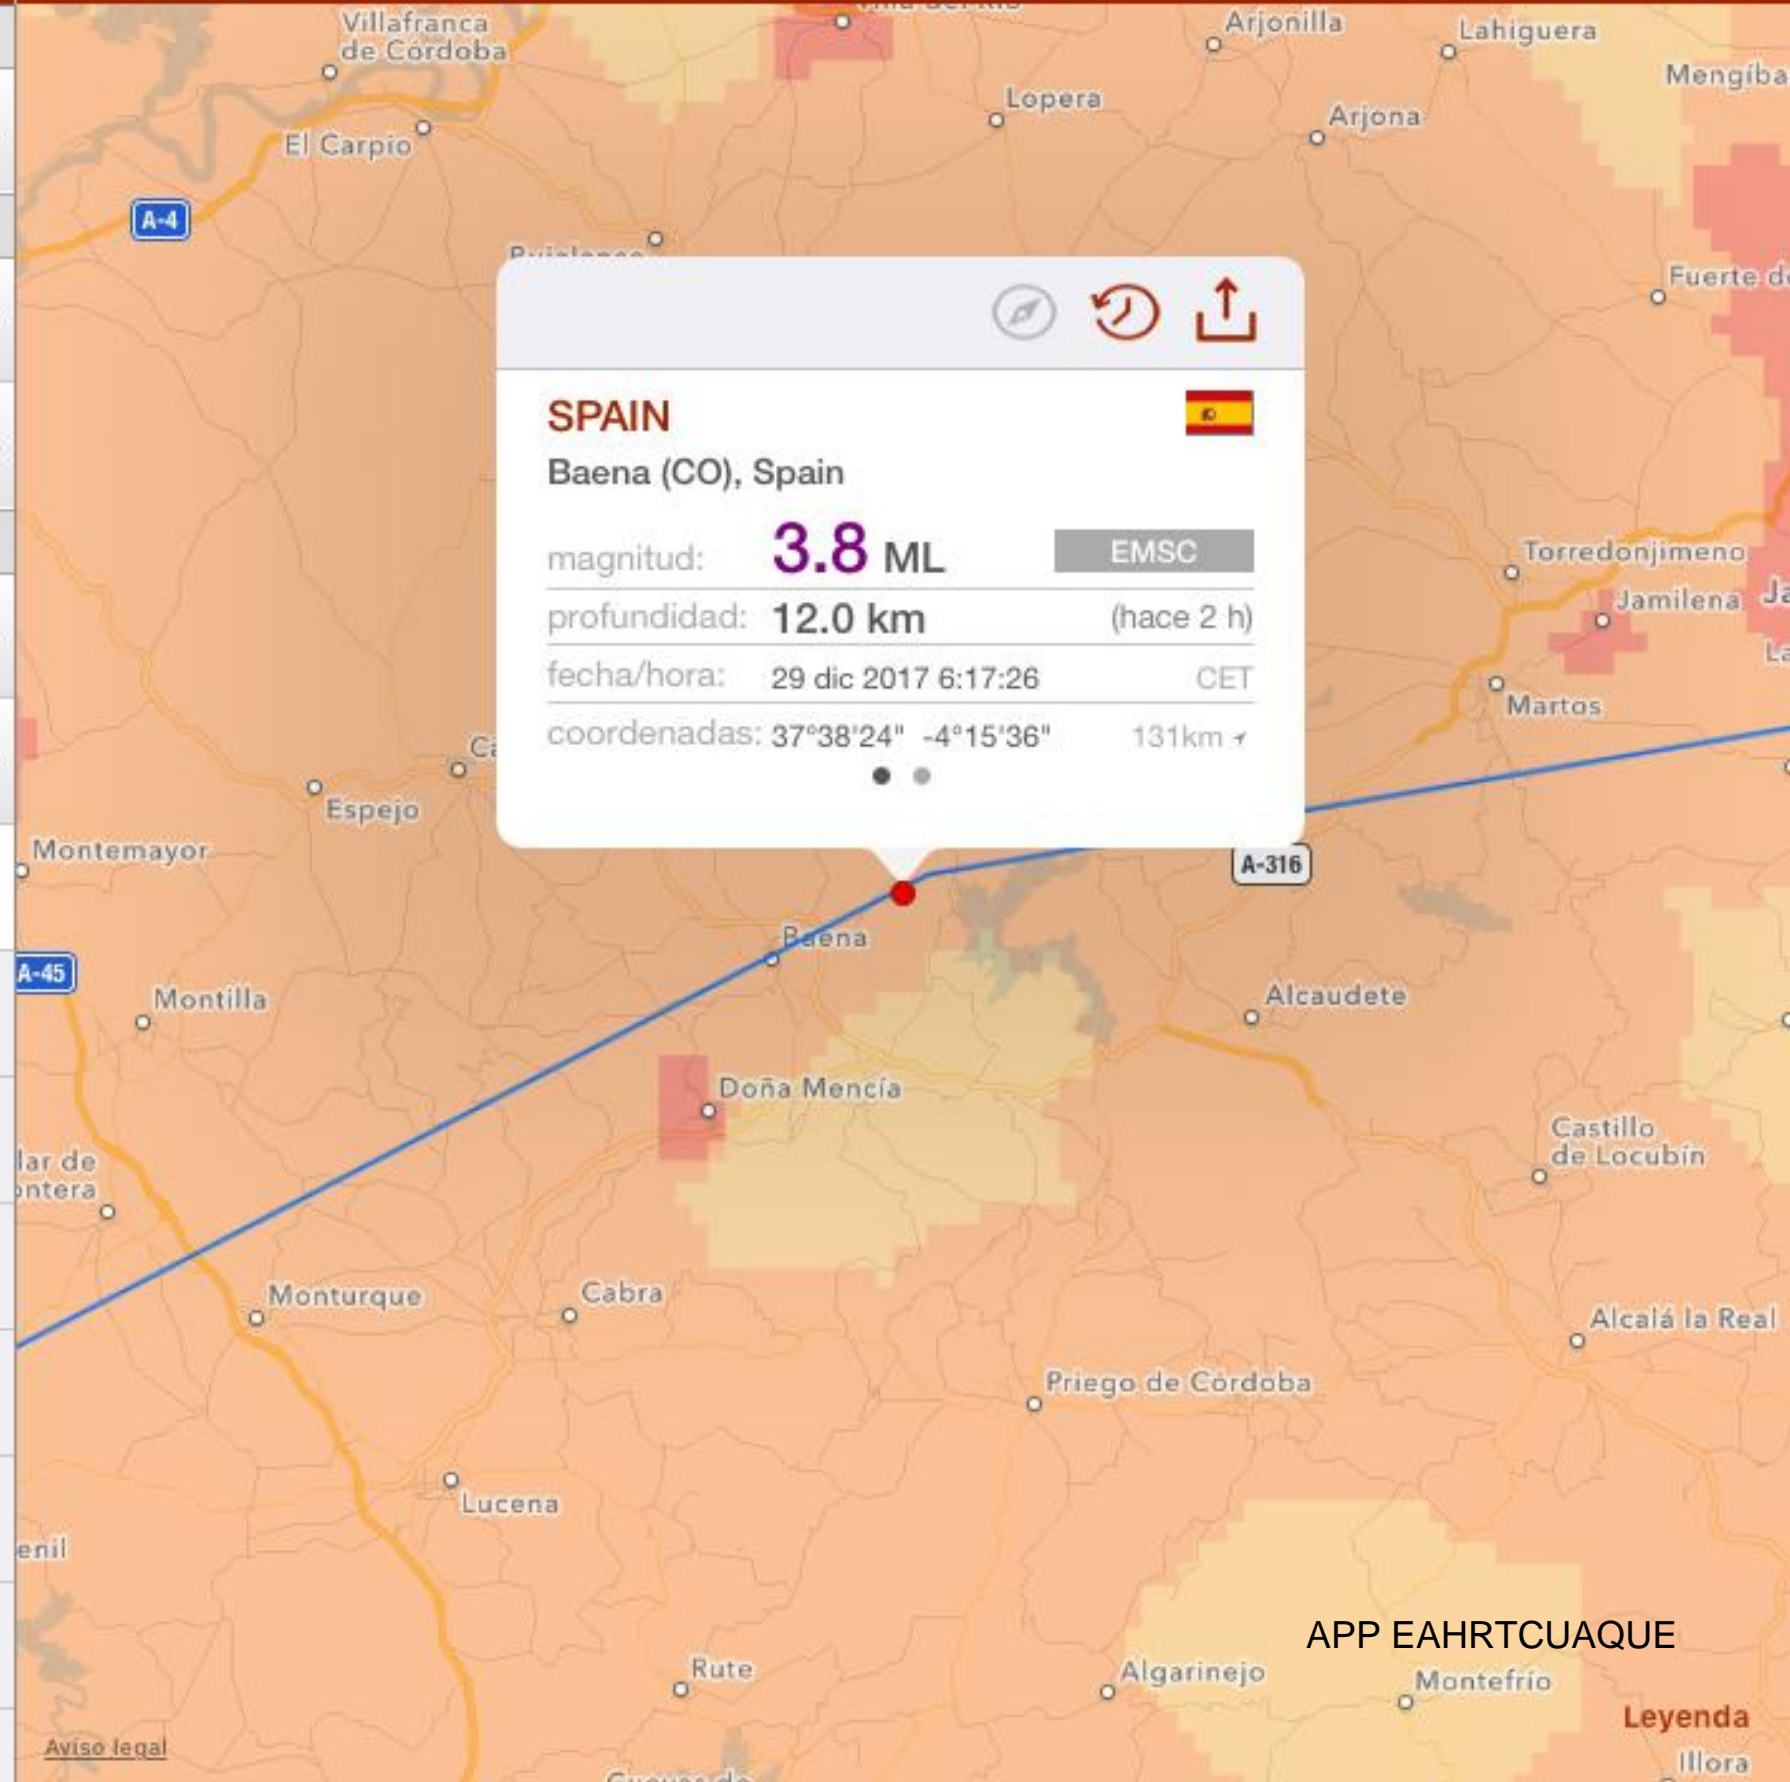 Villafranca
de Córdoba
Arjonilla
Lahiguera
Lopera
Arjona
El Carpio
A-4
SPAIN
Baena (CO), Spain
magnitud: 3.8 ML EMSC
profundidad: 12.0 km (hace 2 h)
fecha/hora: 29 dic 2017 6:17:26 CET
coordenadas: 37°38'24" -4°15'36" 131km
Torredonjimeno
Jamilena
Martos
Espejo
Montemayor
A-316
Baena
A-45
Montilla
Alcaudete
Doña Mencía
Castillo
de Locubín
Monturque
Cabra
Alcalá la Real
Priego de Córdoba
Lucena
APP EAHRTCUAQUE
Rute
Algarinejo
Montefrío
Leyenda
Aviso legal
Illora